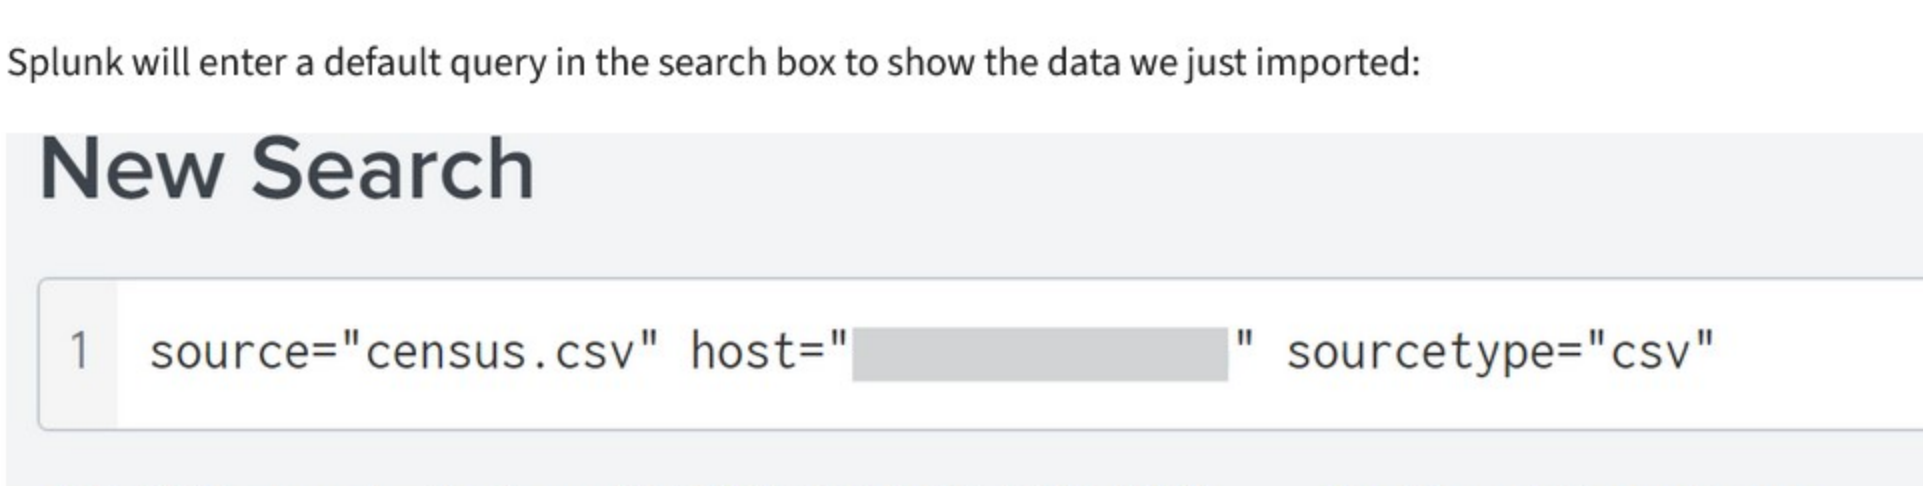 Splunk will enter a default query in the search box to show the data we just imported:
New Search
1 source="census.csv" host="" sourcetype="csv"